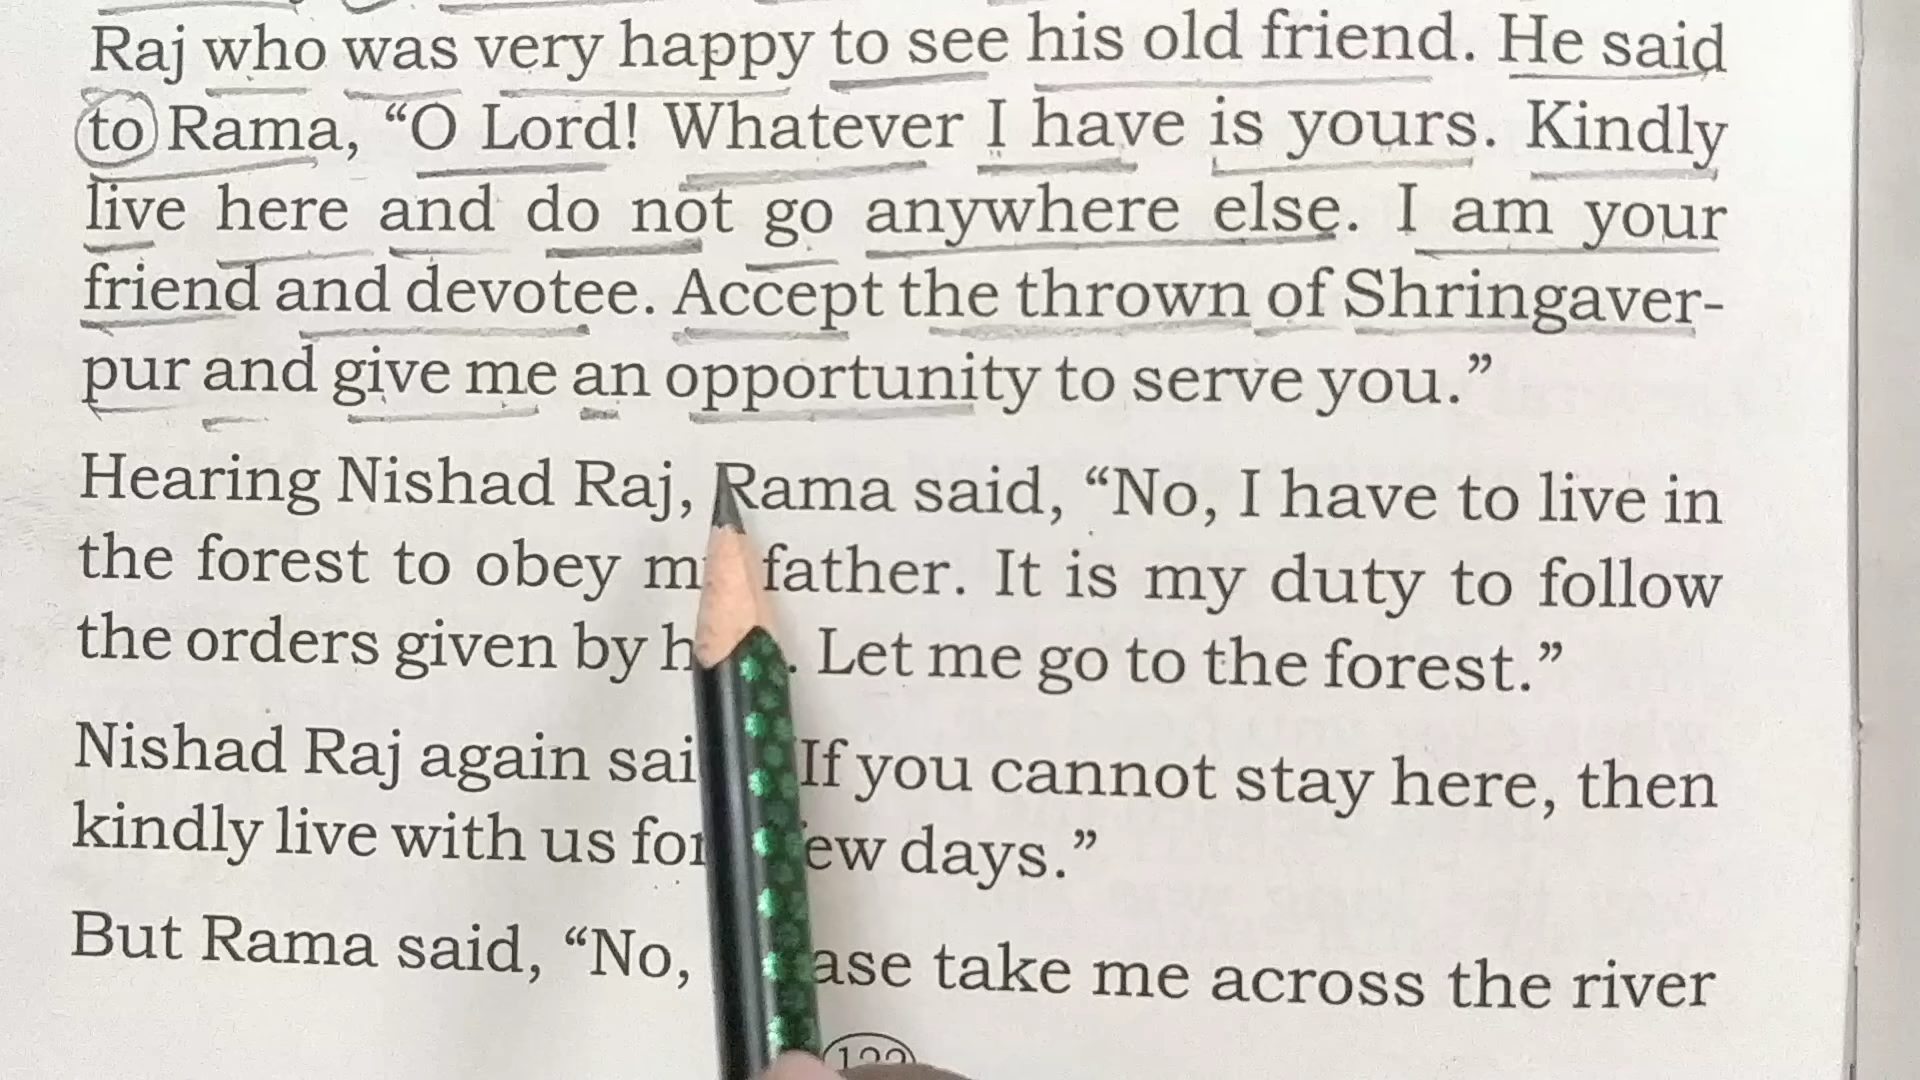 Raj who was very happy to see his old friend. He said
to Rama, “O Lord! Whatever I have is yours. Kindly
live here and do not go anywhere else. I am your
friend and devotee. Accept the thrown of Shringaver-
pur and give me an opportunity to serve you.”
Hearing Nishad Raj, Rama said, “No, I have to live in
the forest to obey m father. It is my duty to follow
the orders given by h . Let me go to the forest.”
Nishad Raj again sai If you cannot stay here, then
kindly live with us for ew days.”
But Rama said, “No, ase take me across the river